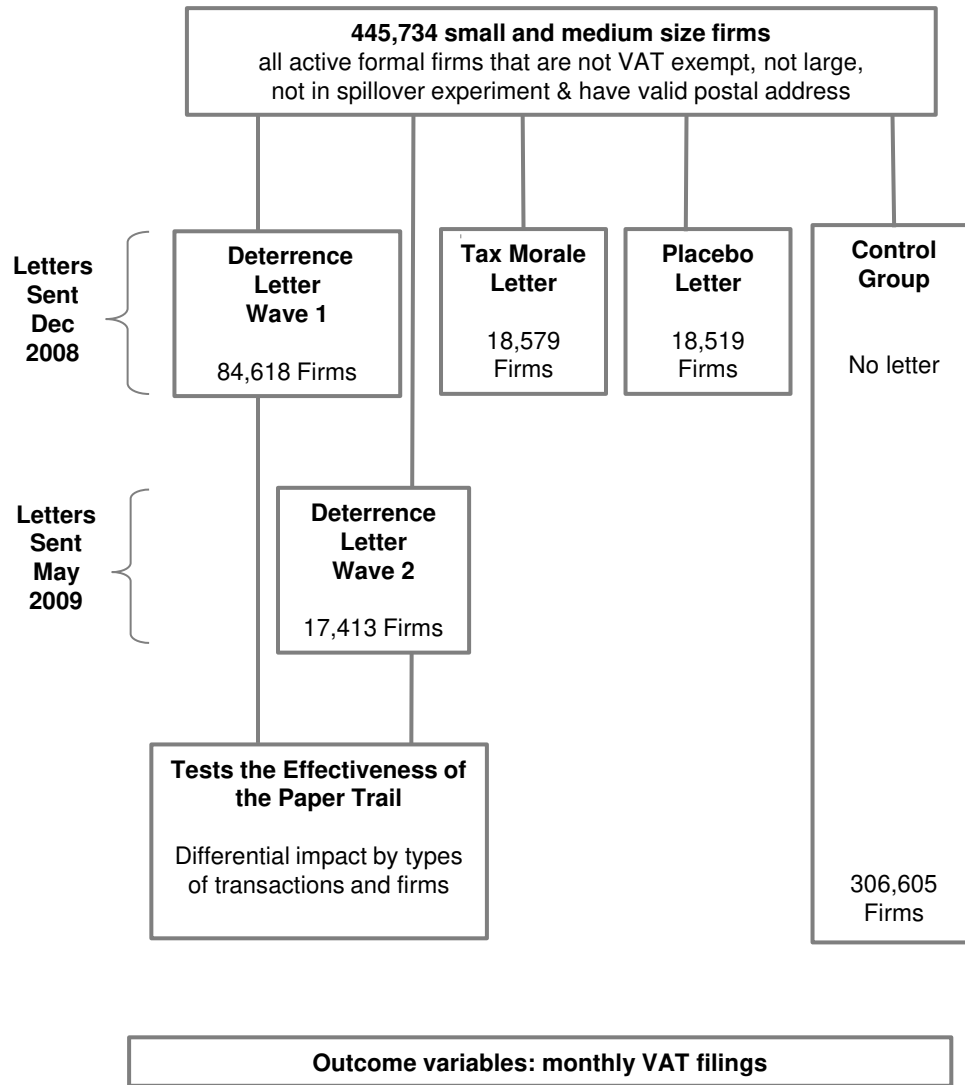 445,734 small and medium size firms
all active formal firms that are not VAT exempt, not large,
not in spillover experiment & have valid postal address
Letters
Sent
Dec
2008
Deterrence
Letter
Wave 1
84,618 Firms
Tax Morale
Letter
18,579
Firms
Placebo
Letter
18,519
Firms
Control
Group
No letter
306,605
Firms
Letters
Sent
May
2009
Deterrence
Letter
Wave 2
17,413 Firms
Tests the Effectiveness of
the Paper Trail
Differential impact by types
of transactions and firms
Outcome variables: monthly VAT filings